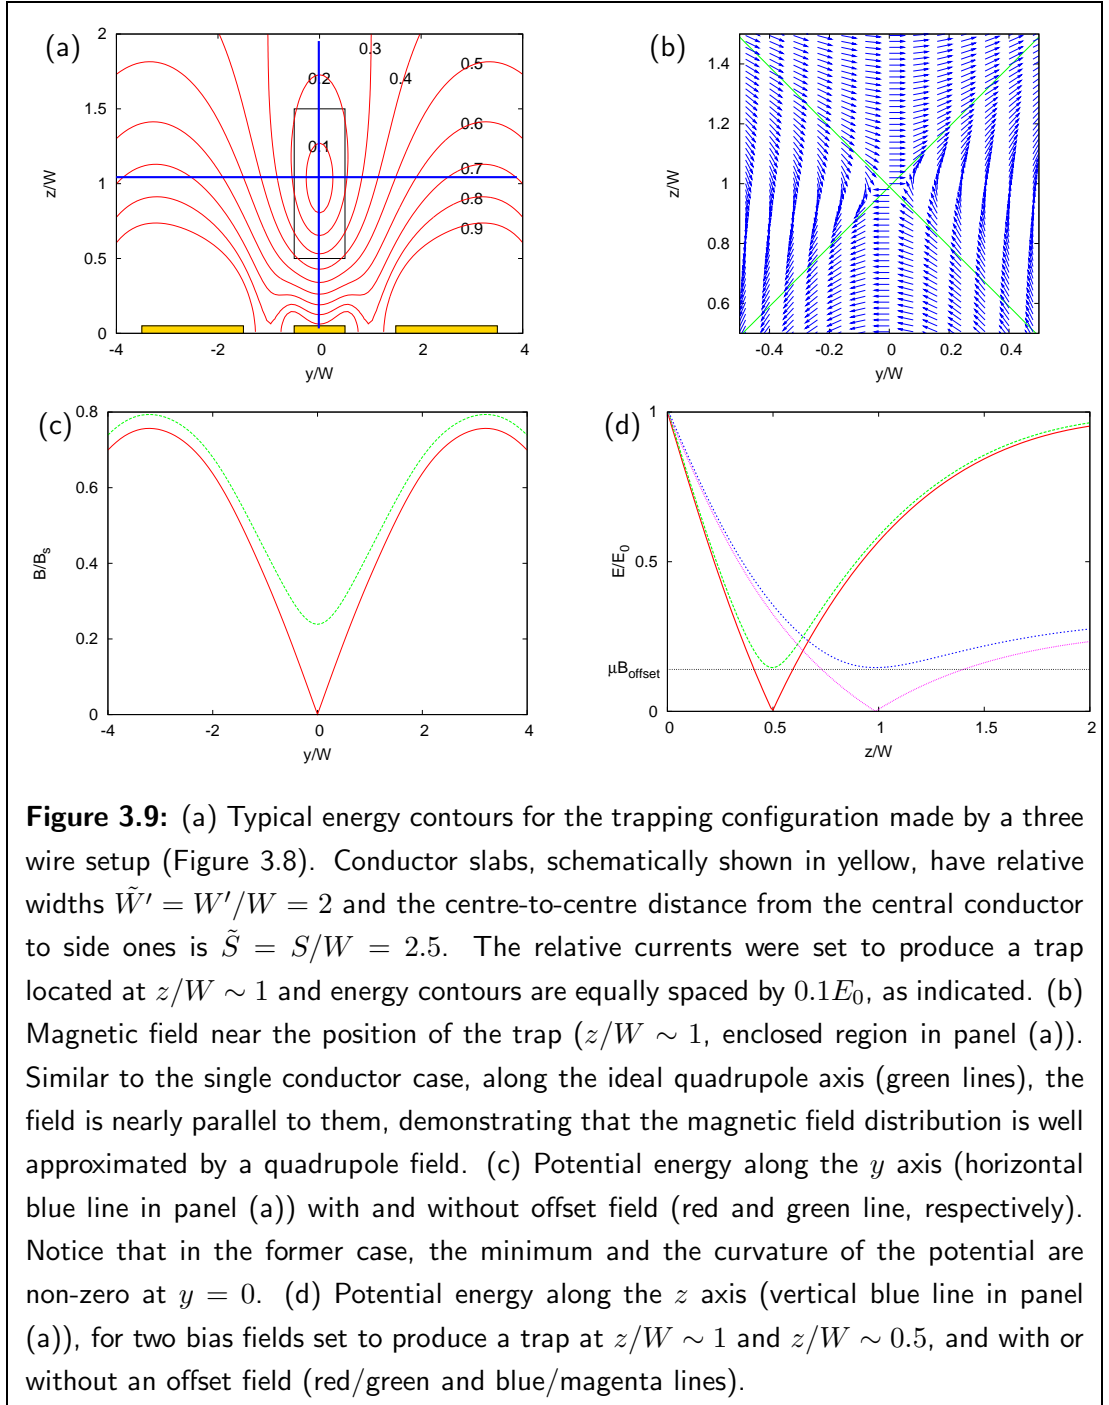 (a)
2
1.5
1
0.5
0
z/W
-4
-2
0
2
4
y/W
0.3
0.2
0.4
0.5
0.1
0.6
0.7
0.8
0.9
(b)
1.4
1.2
1
0.8
0.6
z/W
-0.4
-0.2
0
0.2
0.4
y/W
(c)
0.8
0.6
0.4
0.2
0
B/B_s
-4
-2
0
2
4
y/W
(d)
1
0.5
μB_offset
0
E/E_0
0
0.5
1
1.5
2
z/W
Figure 3.9: (a) Typical energy contours for the trapping configuration made by a three
wire setup (Figure 3.8). Conductor slabs, schematically shown in yellow, have relative
widths W̃′ = W′/W = 2 and the centre-to-centre distance from the central conductor
to side ones is S̃ = S/W = 2.5. The relative currents were set to produce a trap
located at z/W ∼ 1 and energy contours are equally spaced by 0.1E₀, as indicated. (b)
Magnetic field near the position of the trap (z/W ∼ 1, enclosed region in panel (a)).
Similar to the single conductor case, along the ideal quadrupole axis (green lines), the
field is nearly parallel to them, demonstrating that the magnetic field distribution is well
approximated by a quadrupole field. (c) Potential energy along the y axis (horizontal
blue line in panel (a)) with and without offset field (red and green line, respectively).
Notice that in the former case, the minimum and the curvature of the potential are
non-zero at y = 0. (d) Potential energy along the z axis (vertical blue line in panel
(a)), for two bias fields set to produce a trap at z/W ∼ 1 and z/W ∼ 0.5, and with or
without an offset field (red/green and blue/magenta lines).